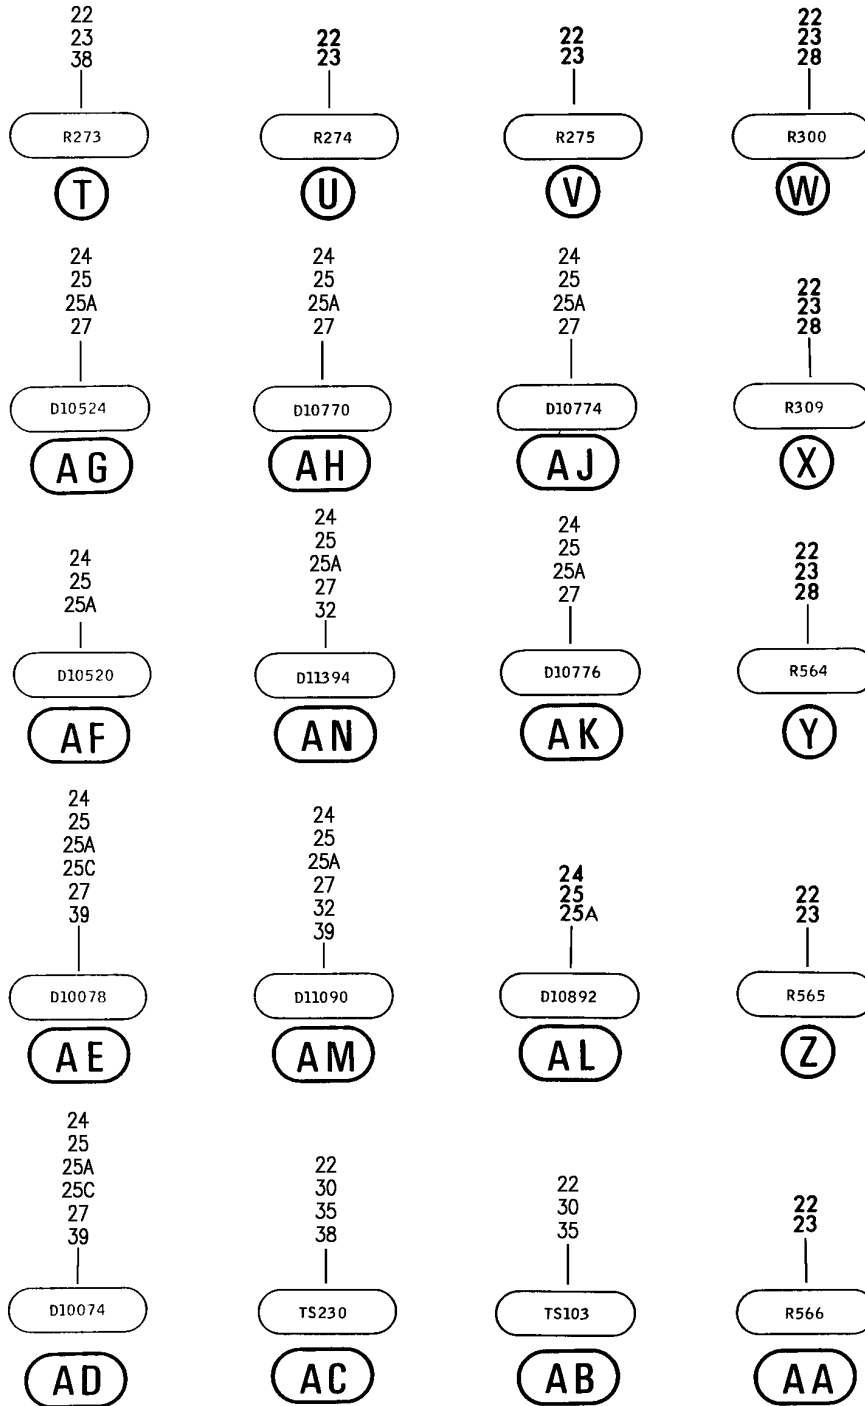 22
23
38
R273
T
22
23
R274
U
22
23
R275
V
22
23
28
R300
W
24
25
25A
27
D10524
AG
24
25
25A
27
D10770
AH
24
25
25A
27
D10774
AJ
22
23
28
R309
X
24
25
25A
D10520
AF
24
25
25A
27
32
D11394
AN
24
25
25A
27
D10776
AK
22
23
28
R564
Y
24
25
25A
25C
27
39
D10078
AE
24
25
25A
27
32
39
D11090
AM
24
25
25A
D10892
AL
22
23
R565
Z
24
25
25A
25C
27
39
D10074
AD
22
30
35
38
TS230
AC
22
30
35
TS103
AB
22
23
R566
AA